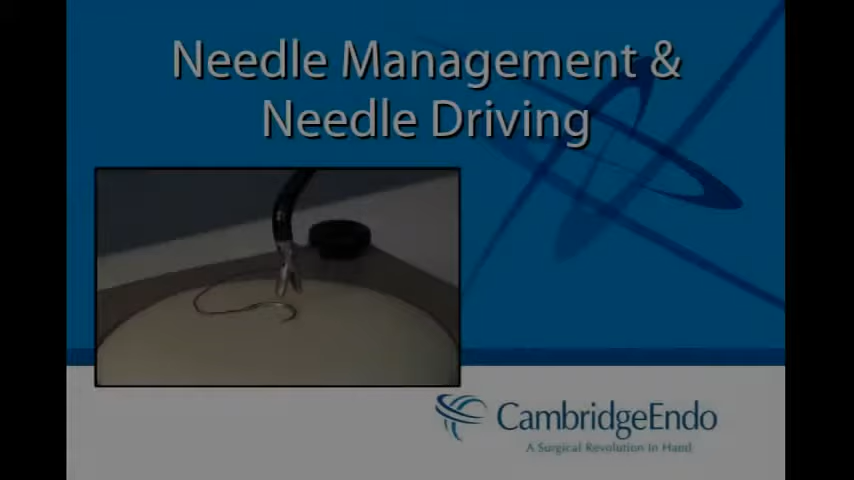 Needle Management &
Needle Driving
CambridgeEndo
A Surgical Revolution In Hand